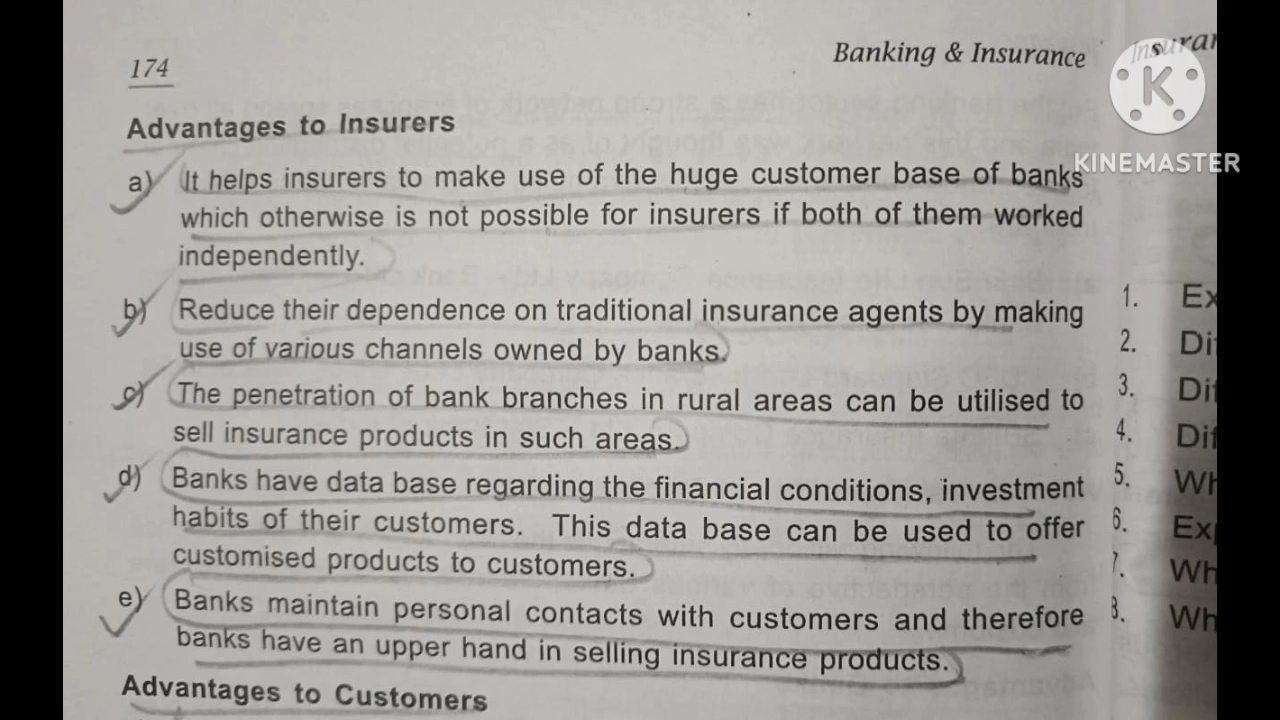 174
Banking & Insurance
Advantages to Insurers
a) It helps insurers to make use of the huge customer base of banks
which otherwise is not possible for insurers if both of them worked
independently.
b) Reduce their dependence on traditional insurance agents by making
use of various channels owned by banks.
c) The penetration of bank branches in rural areas can be utilised to
sell insurance products in such areas.
d) Banks have data base regarding the financial conditions, investment
habits of their customers. This data base can be used to offer
customised products to customers.
e) Banks maintain personal contacts with customers and therefore
banks have an upper hand in selling insurance products.
Advantages to Customers
Insuran
1. Ex
2. Di
3. Dif
4. Dif
5. Wh
6. Exp
7. Wh
8. Wh
K
KINEMASTER